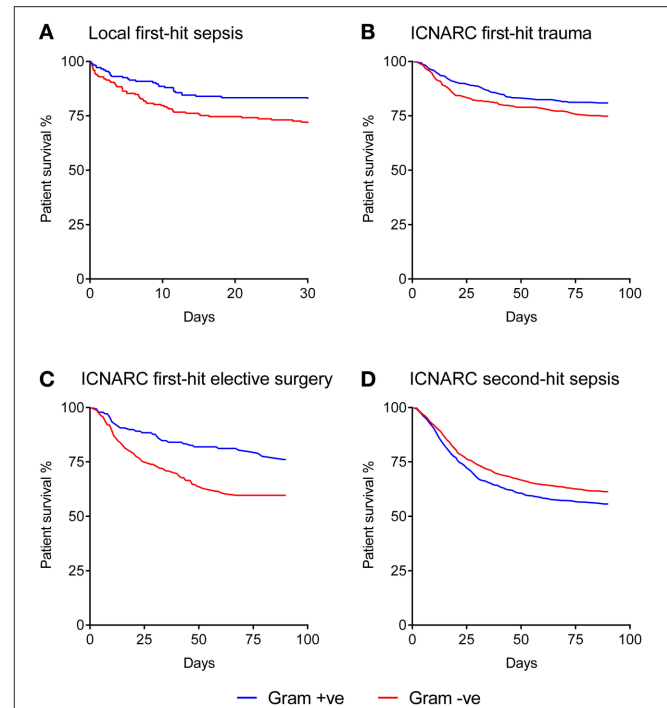 A Local first-hit sepsis
100
75
50
25
0
Patient survival %
0 10 20 20 30
Days
B ICNARC first-hit trauma
100
75
50
25
0
Patient survival %
0 25 50 75 100
Days
C ICNARC first-hit elective surgery
100
75
50
25
0
Patient survival %
0 25 50 75 100
Days
D ICNARC second-hit sepsis
100
75
50
25
0
Patient survival %
0 25 50 75 100
Days
Gram +ve Gram -ve